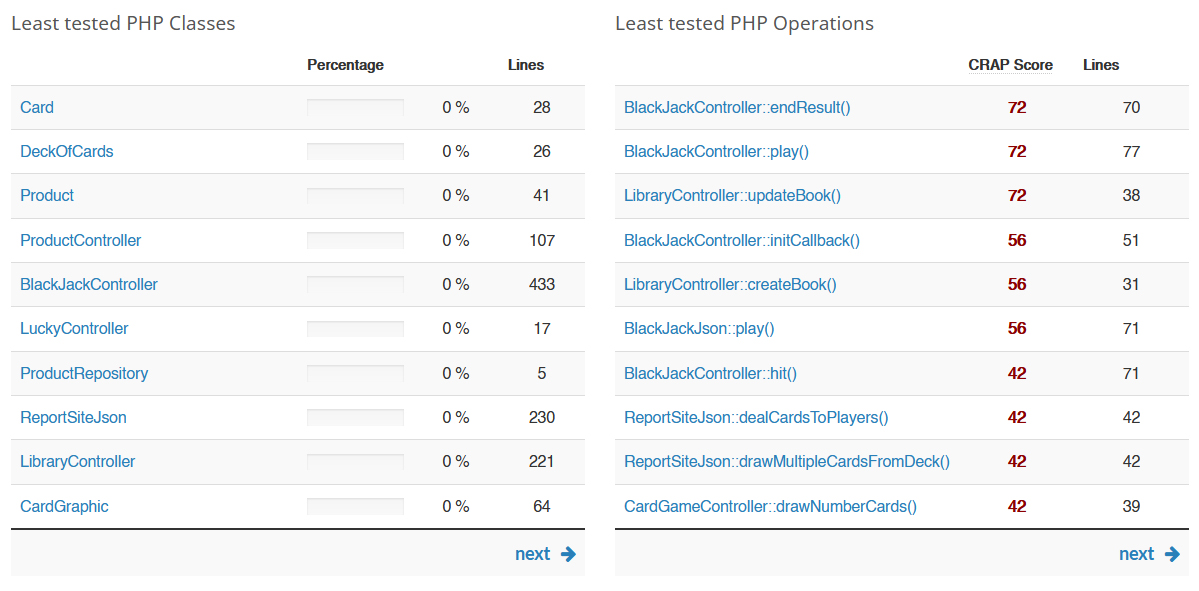 Least tested PHP Classes
Percentage Lines
Card 0 % 28
DeckOfCards 0 % 26
Product 0 % 41
ProductController 0 % 107
BlackJackController 0 % 433
LuckyController 0 % 17
ProductRepository 0 % 5
ReportSiteJson 0 % 230
LibraryController 0 % 221
CardGraphic 0 % 64
next
Least tested PHP Operations
CRAP Score Lines
BlackJackController::endResult() 72 70
BlackJackController::play() 72 77
LibraryController::updateBook() 72 38
BlackJackController::initCallback() 56 51
LibraryController::createBook() 56 31
BlackJackJson::play() 56 71
BlackJackController::hit() 42 71
ReportSiteJson::dealCardsToPlayers() 42 42
ReportSiteJson::drawMultipleCardsFromDeck() 42 42
CardGameController::drawNumberCards() 42 39
next